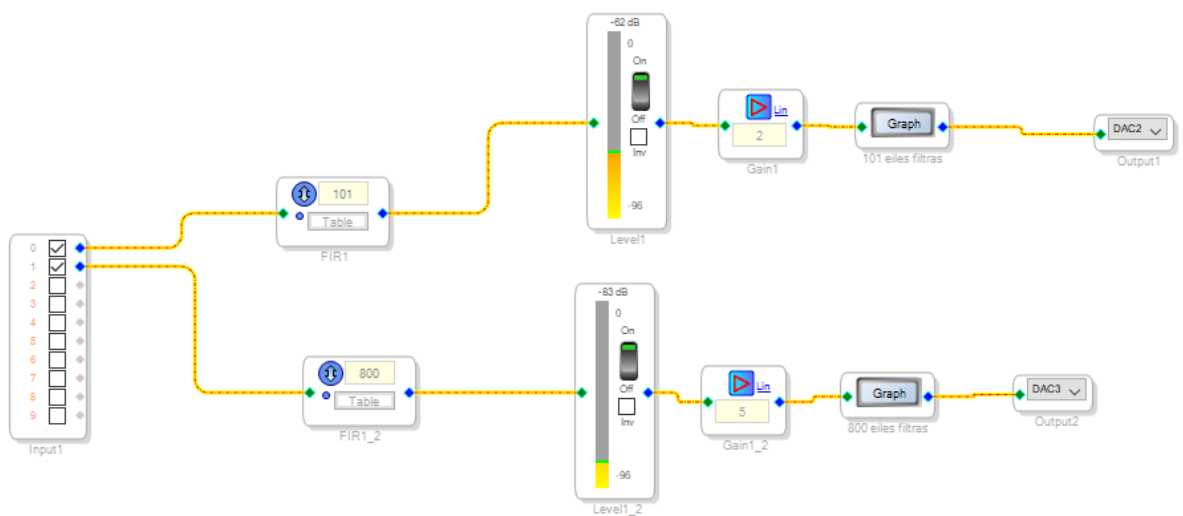 -62 dB
0
On
Off
Inv
-96
Level1
Lin
2
Gain1
Graph
101 eiles filtras
DAC2
Output1
101
Table
FIR1
0
1
2
3
4
5
6
7
8
9
Input1
800
Table
FIR1_2
-83 dB
0
On
Off
Inv
-96
Level1_2
Lin
5
Gain1_2
Graph
800 eiles filtras
DAC3
Output2